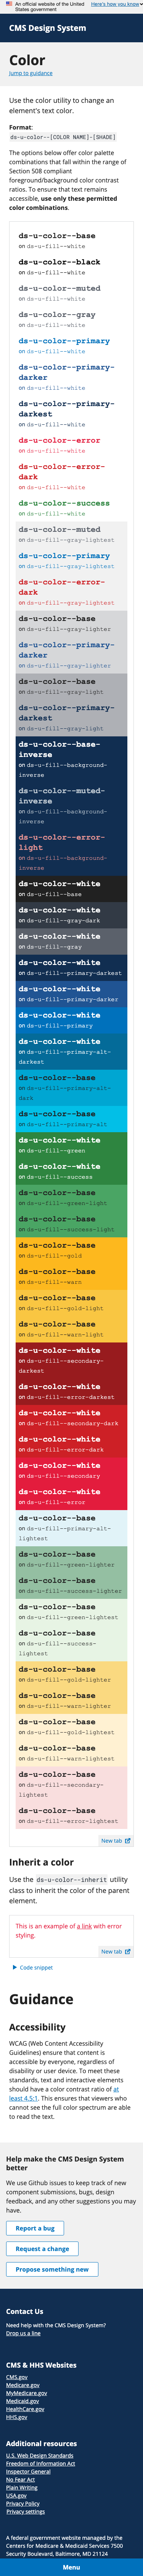 An official website of the United
States government
Here's how you know
CMS Design System
Color
Jump to guidance
Use the color utility to change an
element's text color.
Format:
ds-u-color--[COLOR NAME]-[SHADE]
The options below offer color palette
combinations that fall within the range of
Section 508 compliant
foreground/background color contrast
ratios. To ensure text remains
accessible, use only these permitted
color combinations.
ds-u-color--base
on ds-u-fill--white
ds-u-color--black
on ds-u-fill--white
ds-u-color--muted
on ds-u-fill--white
ds-u-color--gray
on ds-u-fill--white
ds-u-color--primary
on ds-u-fill--white
ds-u-color--primary-
darker
on ds-u-fill--white
ds-u-color--primary-
darkest
on ds-u-fill--white
ds-u-color--error
on ds-u-fill--white
ds-u-color--error-
dark
on ds-u-fill--white
ds-u-color--success
on ds-u-fill--white
ds-u-color--muted
on ds-u-fill--gray-lightest
ds-u-color--primary
on ds-u-fill--gray-lightest
ds-u-color--error-
dark
on ds-u-fill--gray-lightest
ds-u-color--base
on ds-u-fill--gray-lighter
ds-u-color--primary-
darker
on ds-u-fill--gray-lighter
ds-u-color--base
on ds-u-fill--gray-light
ds-u-color--primary-
darkest
on ds-u-fill--gray-light
ds-u-color--base-
inverse
on ds-u-fill--background-
inverse
ds-u-color--muted-
inverse
on ds-u-fill--background-
inverse
ds-u-color--error-
light
on ds-u-fill--background-
inverse
ds-u-color--white
on ds-u-fill--base
ds-u-color--white
on ds-u-fill--gray-dark
ds-u-color--white
on ds-u-fill--gray
ds-u-color--white
on ds-u-fill--primary-darkest
ds-u-color--white
on ds-u-fill--primary-darker
ds-u-color--white
on ds-u-fill--primary
ds-u-color--white
on ds-u-fill--primary-alt-
darkest
ds-u-color--base
on ds-u-fill--primary-alt-
dark
ds-u-color--base
on ds-u-fill--primary-alt
ds-u-color--white
on ds-u-fill--green
ds-u-color--white
on ds-u-fill--success
ds-u-color--base
on ds-u-fill--green-light
ds-u-color--base
on ds-u-fill--success-light
ds-u-color--base
on ds-u-fill--gold
ds-u-color--base
on ds-u-fill--warn
ds-u-color--base
on ds-u-fill--gold-light
ds-u-color--base
on ds-u-fill--warn-light
ds-u-color--white
on ds-u-fill--secondary-
darkest
ds-u-color--white
on ds-u-fill--error-darkest
ds-u-color--white
on ds-u-fill--secondary-dark
ds-u-color--white
on ds-u-fill--error-dark
ds-u-color--white
on ds-u-fill--secondary
ds-u-color--white
on ds-u-fill--error
ds-u-color--base
on ds-u-fill--primary-alt-
lightest
ds-u-color--base
on ds-u-fill--green-lighter
ds-u-color--base
on ds-u-fill--success-lighter
ds-u-color--base
on ds-u-fill--green-lightest
ds-u-color--base
on ds-u-fill--success-
lightest
ds-u-color--base
on ds-u-fill--gold-lighter
ds-u-color--base
on ds-u-fill--warn-lighter
ds-u-color--base
on ds-u-fill--gold-lightest
ds-u-color--base
on ds-u-fill--warn-lightest
ds-u-color--base
on ds-u-fill--secondary-
lightest
ds-u-color--base
on ds-u-fill--error-lightest
New tab
Inherit color
Use the ds-u-color--inherit utility
class to inherit the color of the parent
element.
This is an example of a link with error
styling.
New tab
Code snippet
Guidance
Accessibility
WCAG (Web Content Accessibility
Guidelines) ensure that content is
accessible by everyone, regardless of
disability or user device. To meet these
standards, text and interactive elements
should have a color contrast ratio of at
least 4.5:1. This ensures that viewers who
cannot see the full color spectrum are able
to read the text.
Help make the CMS Design System
better
We use Github issues to keep track of new
component submissions, bugs, design
feedback, and any other suggestions you may
have.
Report a bug
Request a change
Propose something new
Contact Us
Need help with the CMS Design System?
Drop us a line
CMS & HHS Websites
CMS.gov
Medicare.gov
MyMedicare.gov
Medicaid.gov
HealthCare.gov
HHS.gov
Additional resources
U.S. Web Design Standards
Freedom of Information Act
Inspector General
No Fear Act
Plain Writing
USA.gov
Privacy Policy
Privacy settings
A federal government website managed by the
Centers for Medicare & Medicaid Services 7500
Security Boulevard, Baltimore, MD 21144
Menu